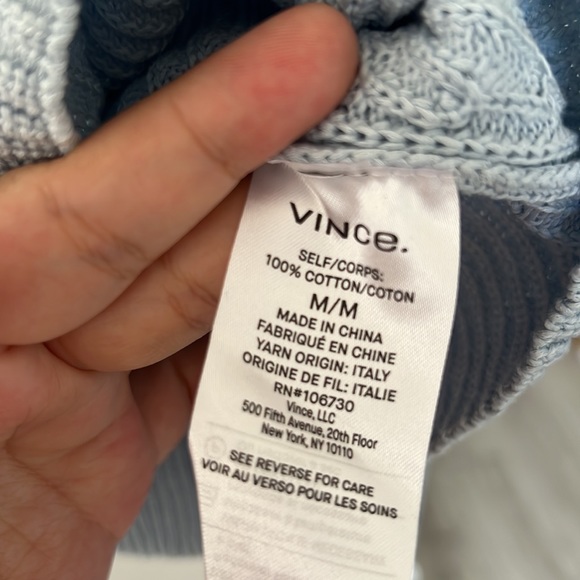 VINce.
SELF/CORPS:
100% COTTON/COTON
M/M
MADE IN CHINA
FABRIQUÉ EN CHINE
YARN ORIGIN: ITALY
ORIGINE DE FIL: ITALIE
RN#106730
Vince, LLC
500 Fifth Avenue, 20th Floor
New York, NY 10110
SEE REVERSE FOR CARE
VOIR AU VERSO POUR LES SOINS